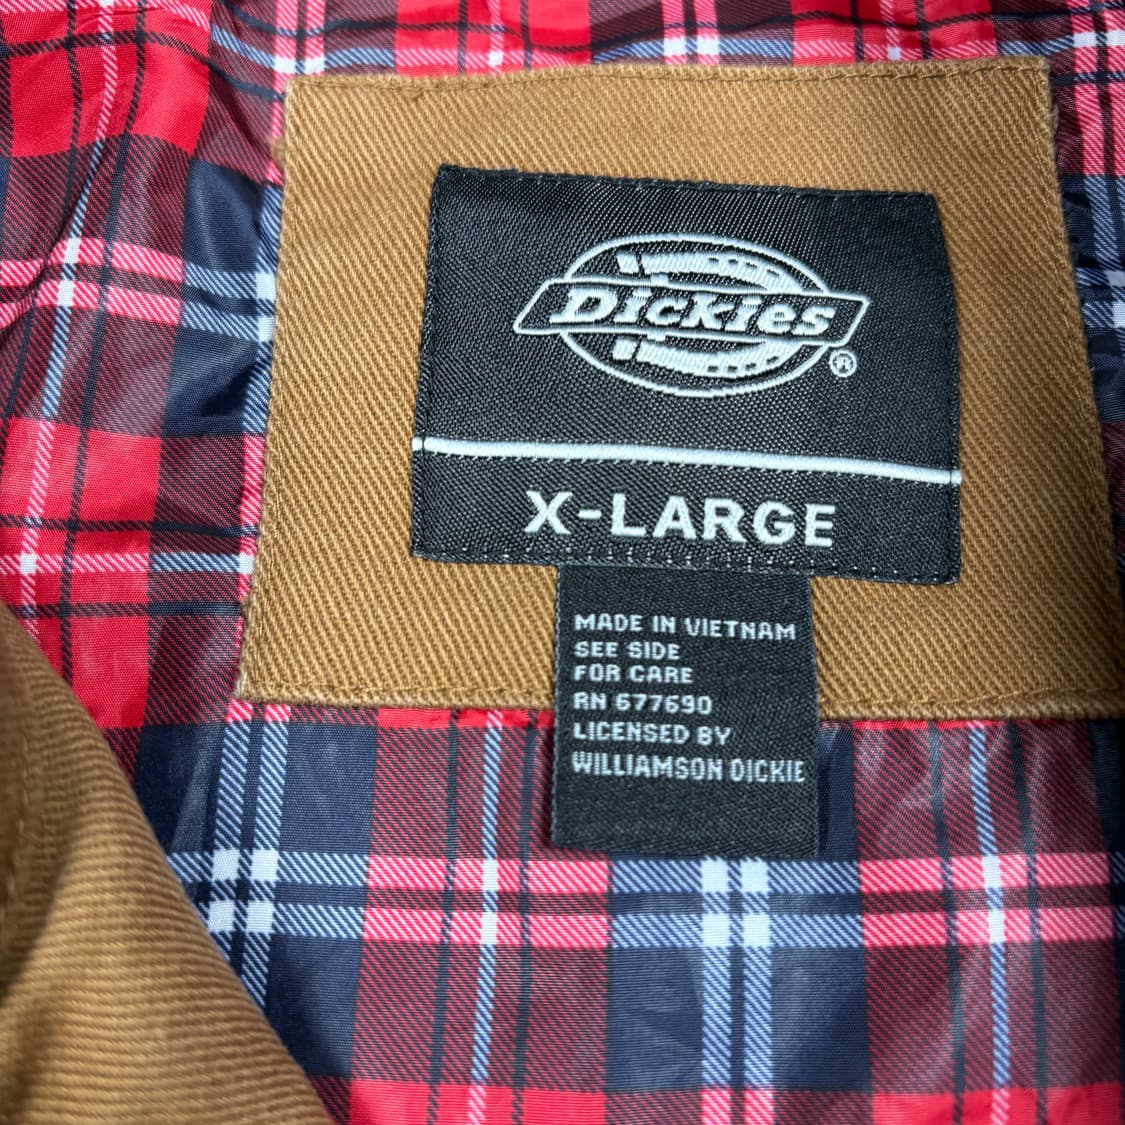 Dickies®
X-LARGE
MADE IN VIETNAM
SEE SIDE
FOR CARE
RN 677690
LICENSED BY
WILLIAMSON DICKIE